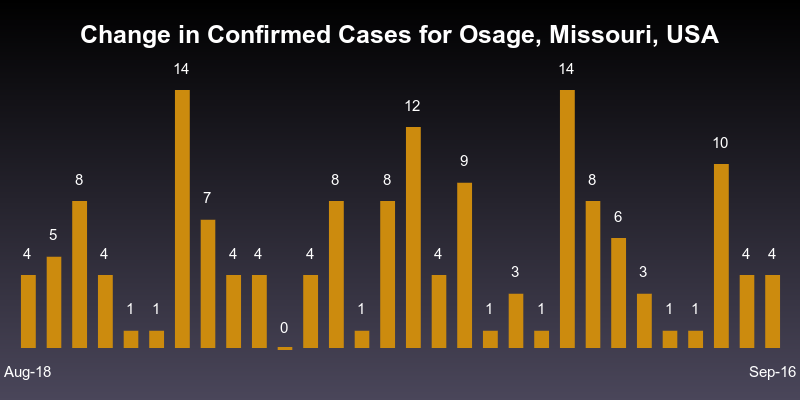 Change in Confirmed Cases for Osage, Missouri, USA
4 5 8 4 1 1 14 7 4 4 0 4 8 1 8 12 4 9 1 3 1 14 8 6 3 1 1 10 4 4
Aug-18 Sep-16